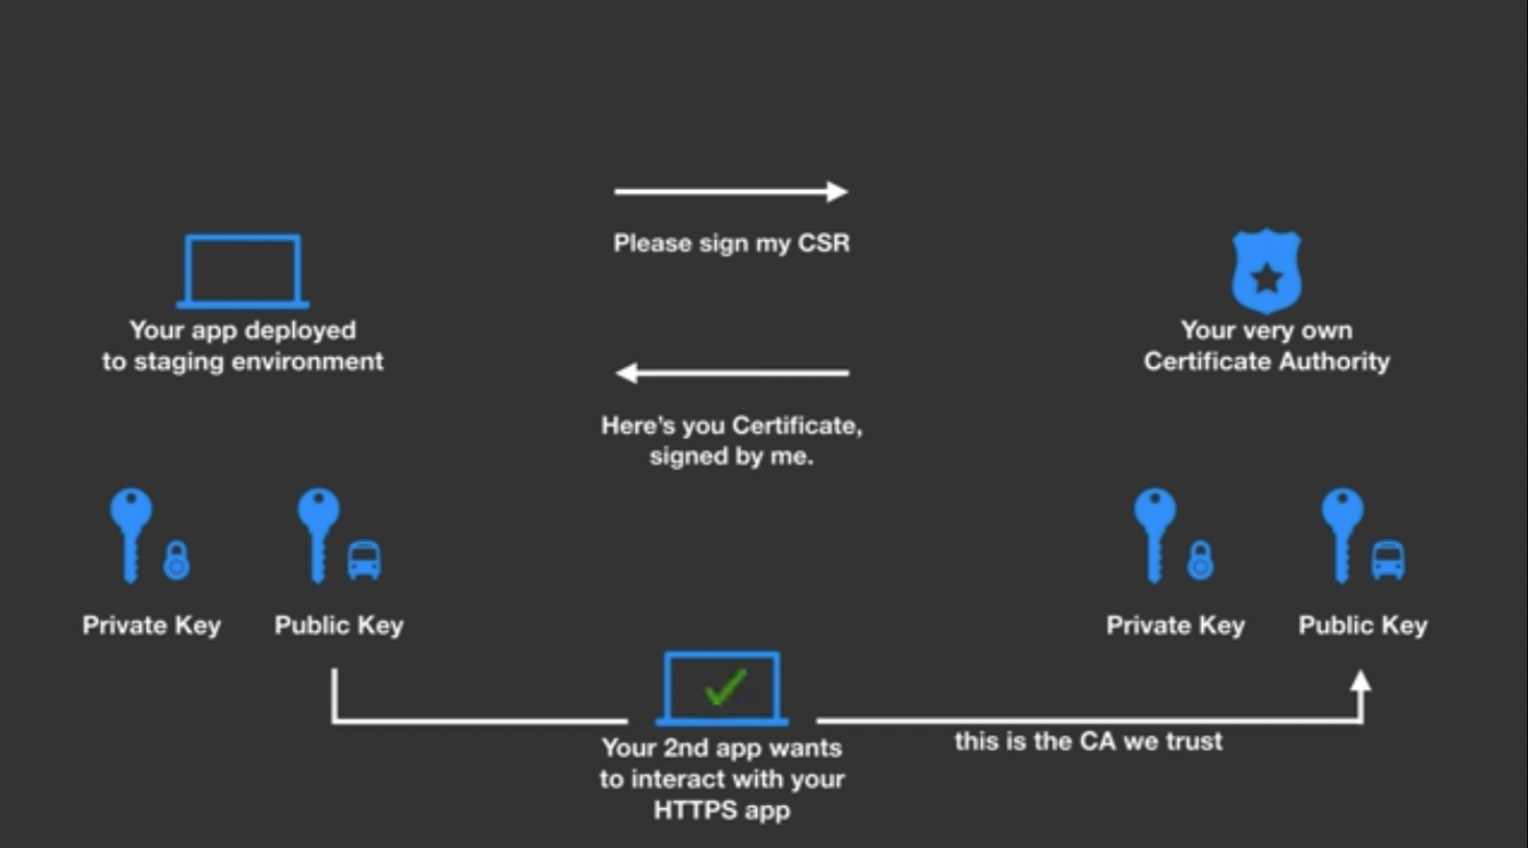 Please sign my CSR
Your app deployed
to staging environment
Your very own
Certificate Authority
Here's you Certificate,
signed by me.
Private Key
Public Key
Private Key
Public Key
this is the CA we trust
Your 2nd app wants
to interact with your
HTTPS app